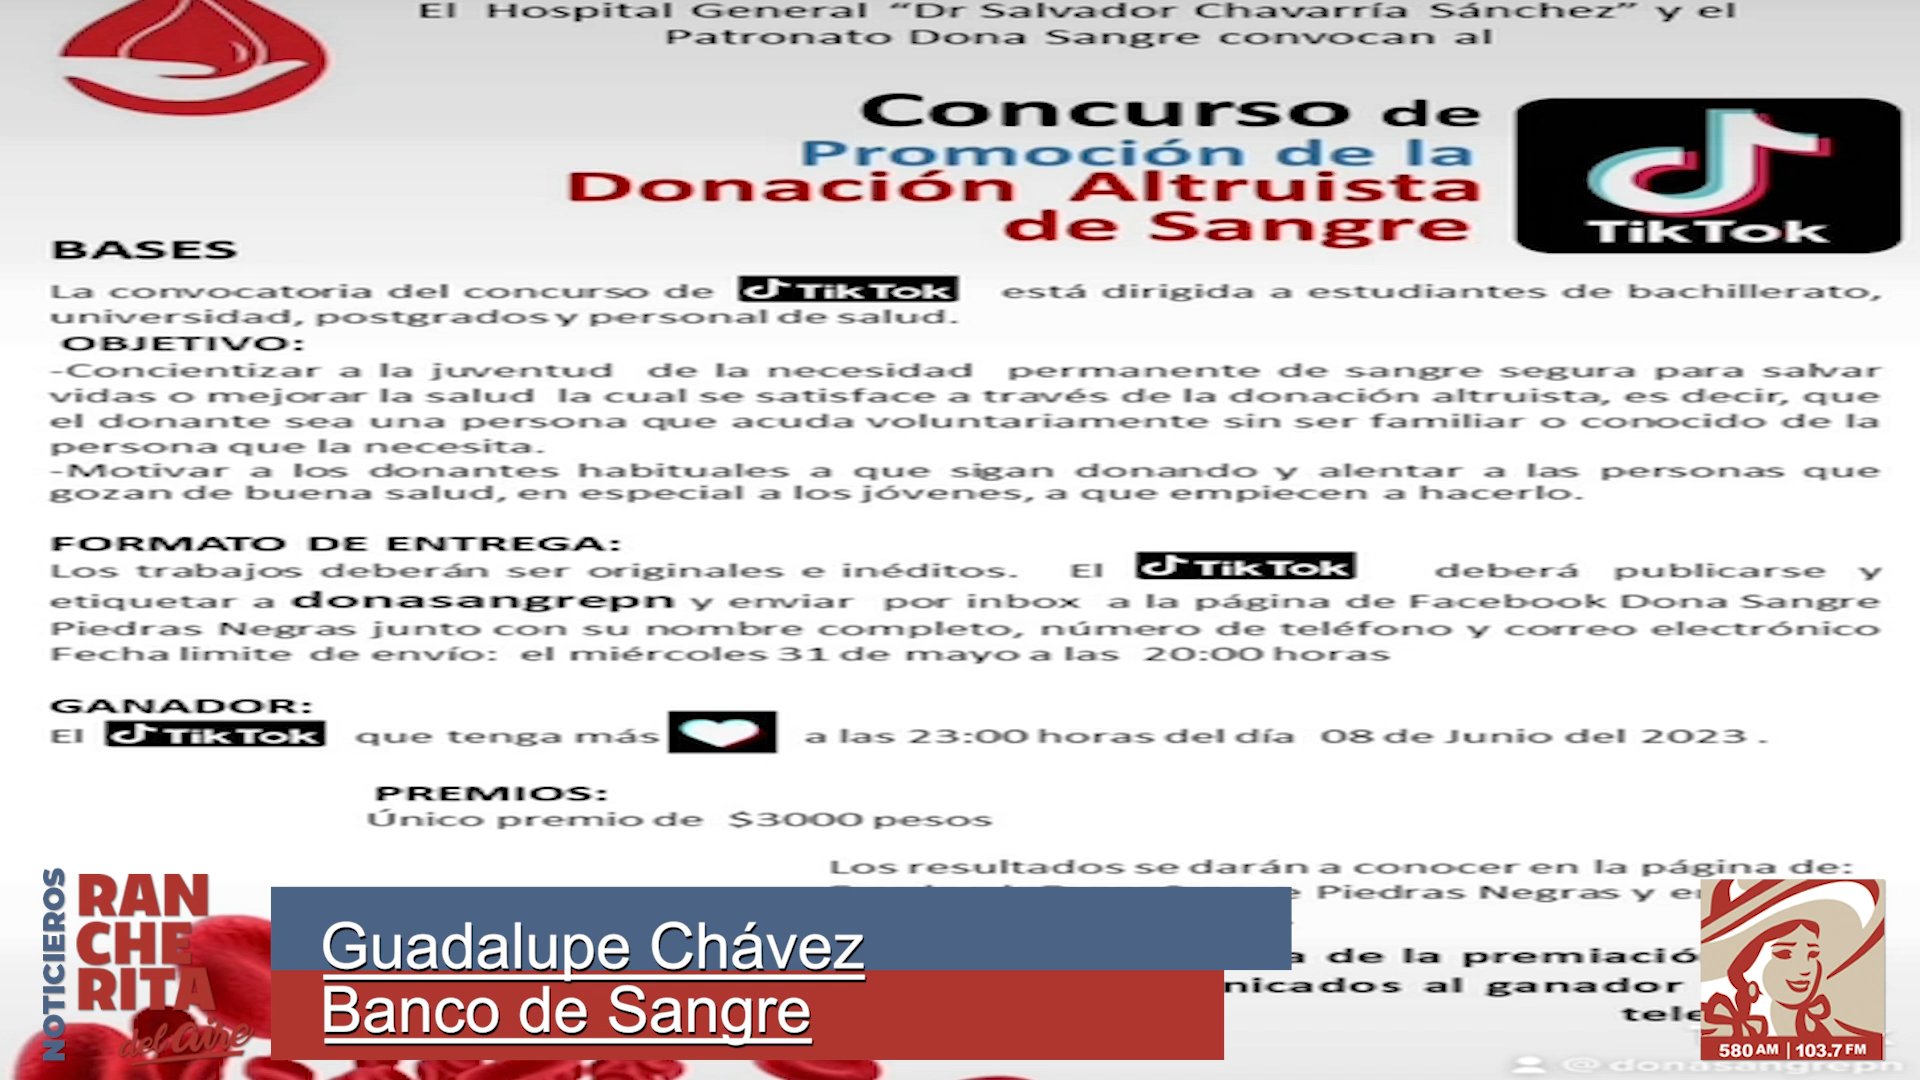 El Hospital General “Dr Salvador Chavarría Sánchez” y el
Patronato Dona Sangre convocan al
Concurso de
Promoción de la
Donación Altruista
de Sangre
TikTok
BASES
La convocatoria del concurso de TikTok está dirigida a estudiantes de bachillerato,
universidad, postgrados y personal de salud.
OBJETIVO:
-Concientizar a la juventud de la necesidad permanente de sangre segura para salvar
vidas o mejorar la salud la cual se satisface a través de la donación altruista, es decir, que
el donante sea una persona que acuda voluntariamente sin ser familiar o conocido de la
persona que la necesita.
-Motivar a los donantes habituales a que sigan donando y alentar a las personas que
gozan de buena salud, en especial a los jóvenes, a que empiecen a hacerlo.
FORMATO DE ENTREGA:
Los trabajos deberán ser originales e inéditos. El TikTok deberá publicarse y
etiquetar a donasangrepn y enviar por inbox a la página de Facebook Dona Sangre
Piedras Negras junto con su nombre completo, número de teléfono y correo electrónico
Fecha limite de envío: el miércoles 31 de mayo a las 20:00 horas
GANADOR:
El TikTok que tenga más a las 23:00 horas del día 08 de Junio del 2023 .
PREMIOS:
Único premio de $3000 pesos
Los resultados se darán a conocer en la página de:
Piedras Negras y
de la
al ganador
NOTICIEROS
RAN
CHE
RITA
del aire
Guadalupe Chávez
Banco de Sangre
580 AM | 103.7 FM
@donasangrepn